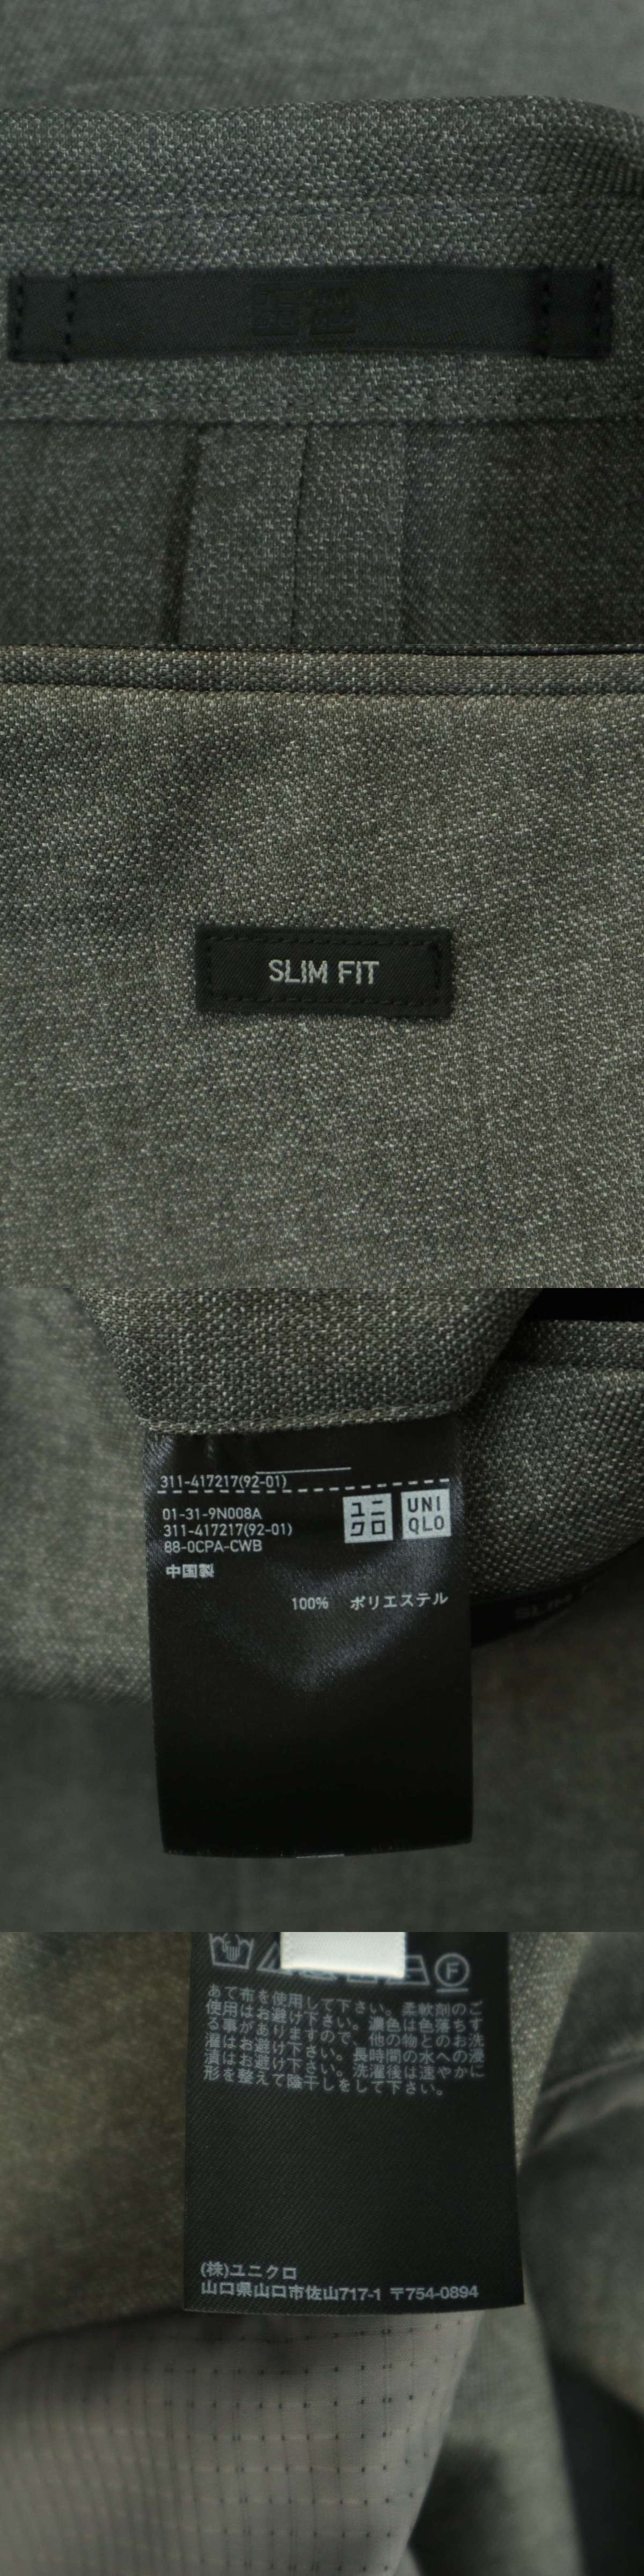 SLIM FIT
311-417217(92-01)
01-31-9N008A
311-417217(92-01)
88-0CPA-CWB
中国製
ユニ
クロ
UNI
QLO
100% ポリエステル
F
あて布を使用して下さい。柔軟剤のご
使用はお避け下さい。濃色は色落ちす
る事がありますので、他の物とのお洗
濯はお避け下さい。長時間の水への浸
漬はお避け下さい。洗濯後は速やかに
形を整えて陰干しをして下さい。
(株)ユニクロ
山口県山口市佐山717-1 〒754-0894